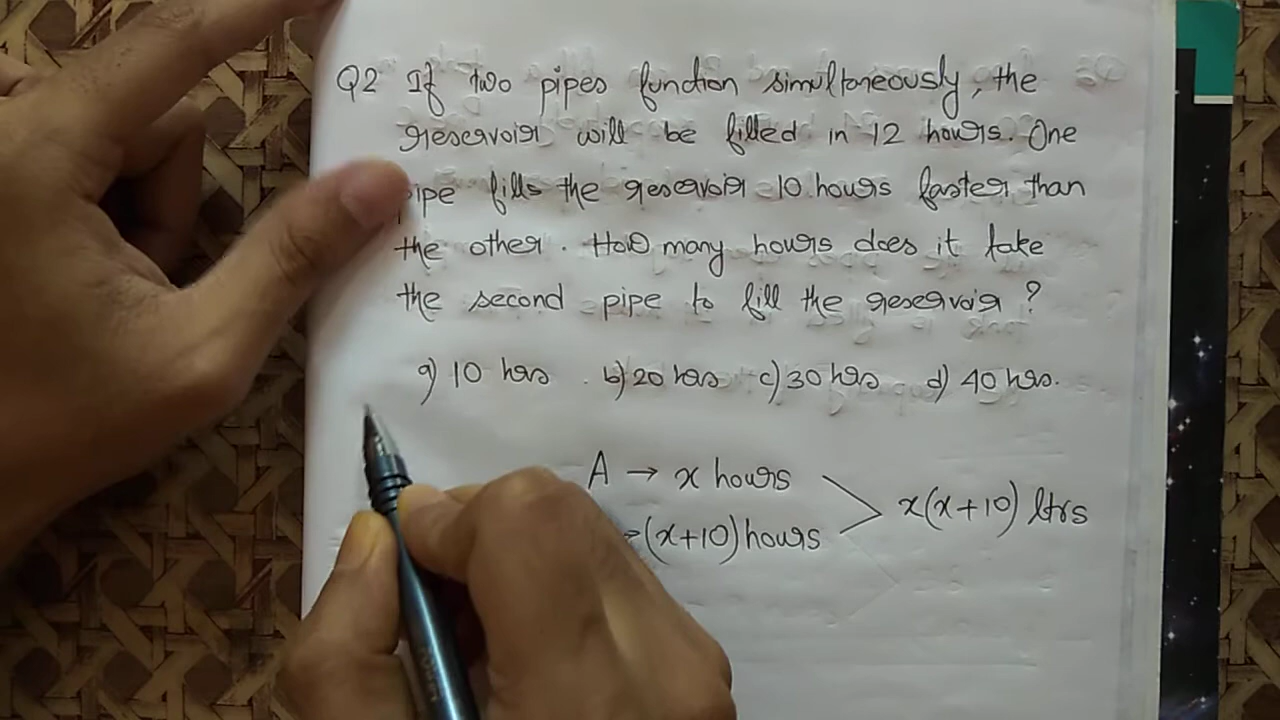 Q2 If two pipes function simultaneously, the
reservoir will be filled in 12 hours. One
pipe fills the reservoir 10 hours faster than
the other. How many hours does it take
the second pipe to fill the reservoir?
a) 10 hrs b) 20 hrs c) 30 hrs d) 40 hrs.
A → x hours
(x+10) hours
x(x+10) ltrs